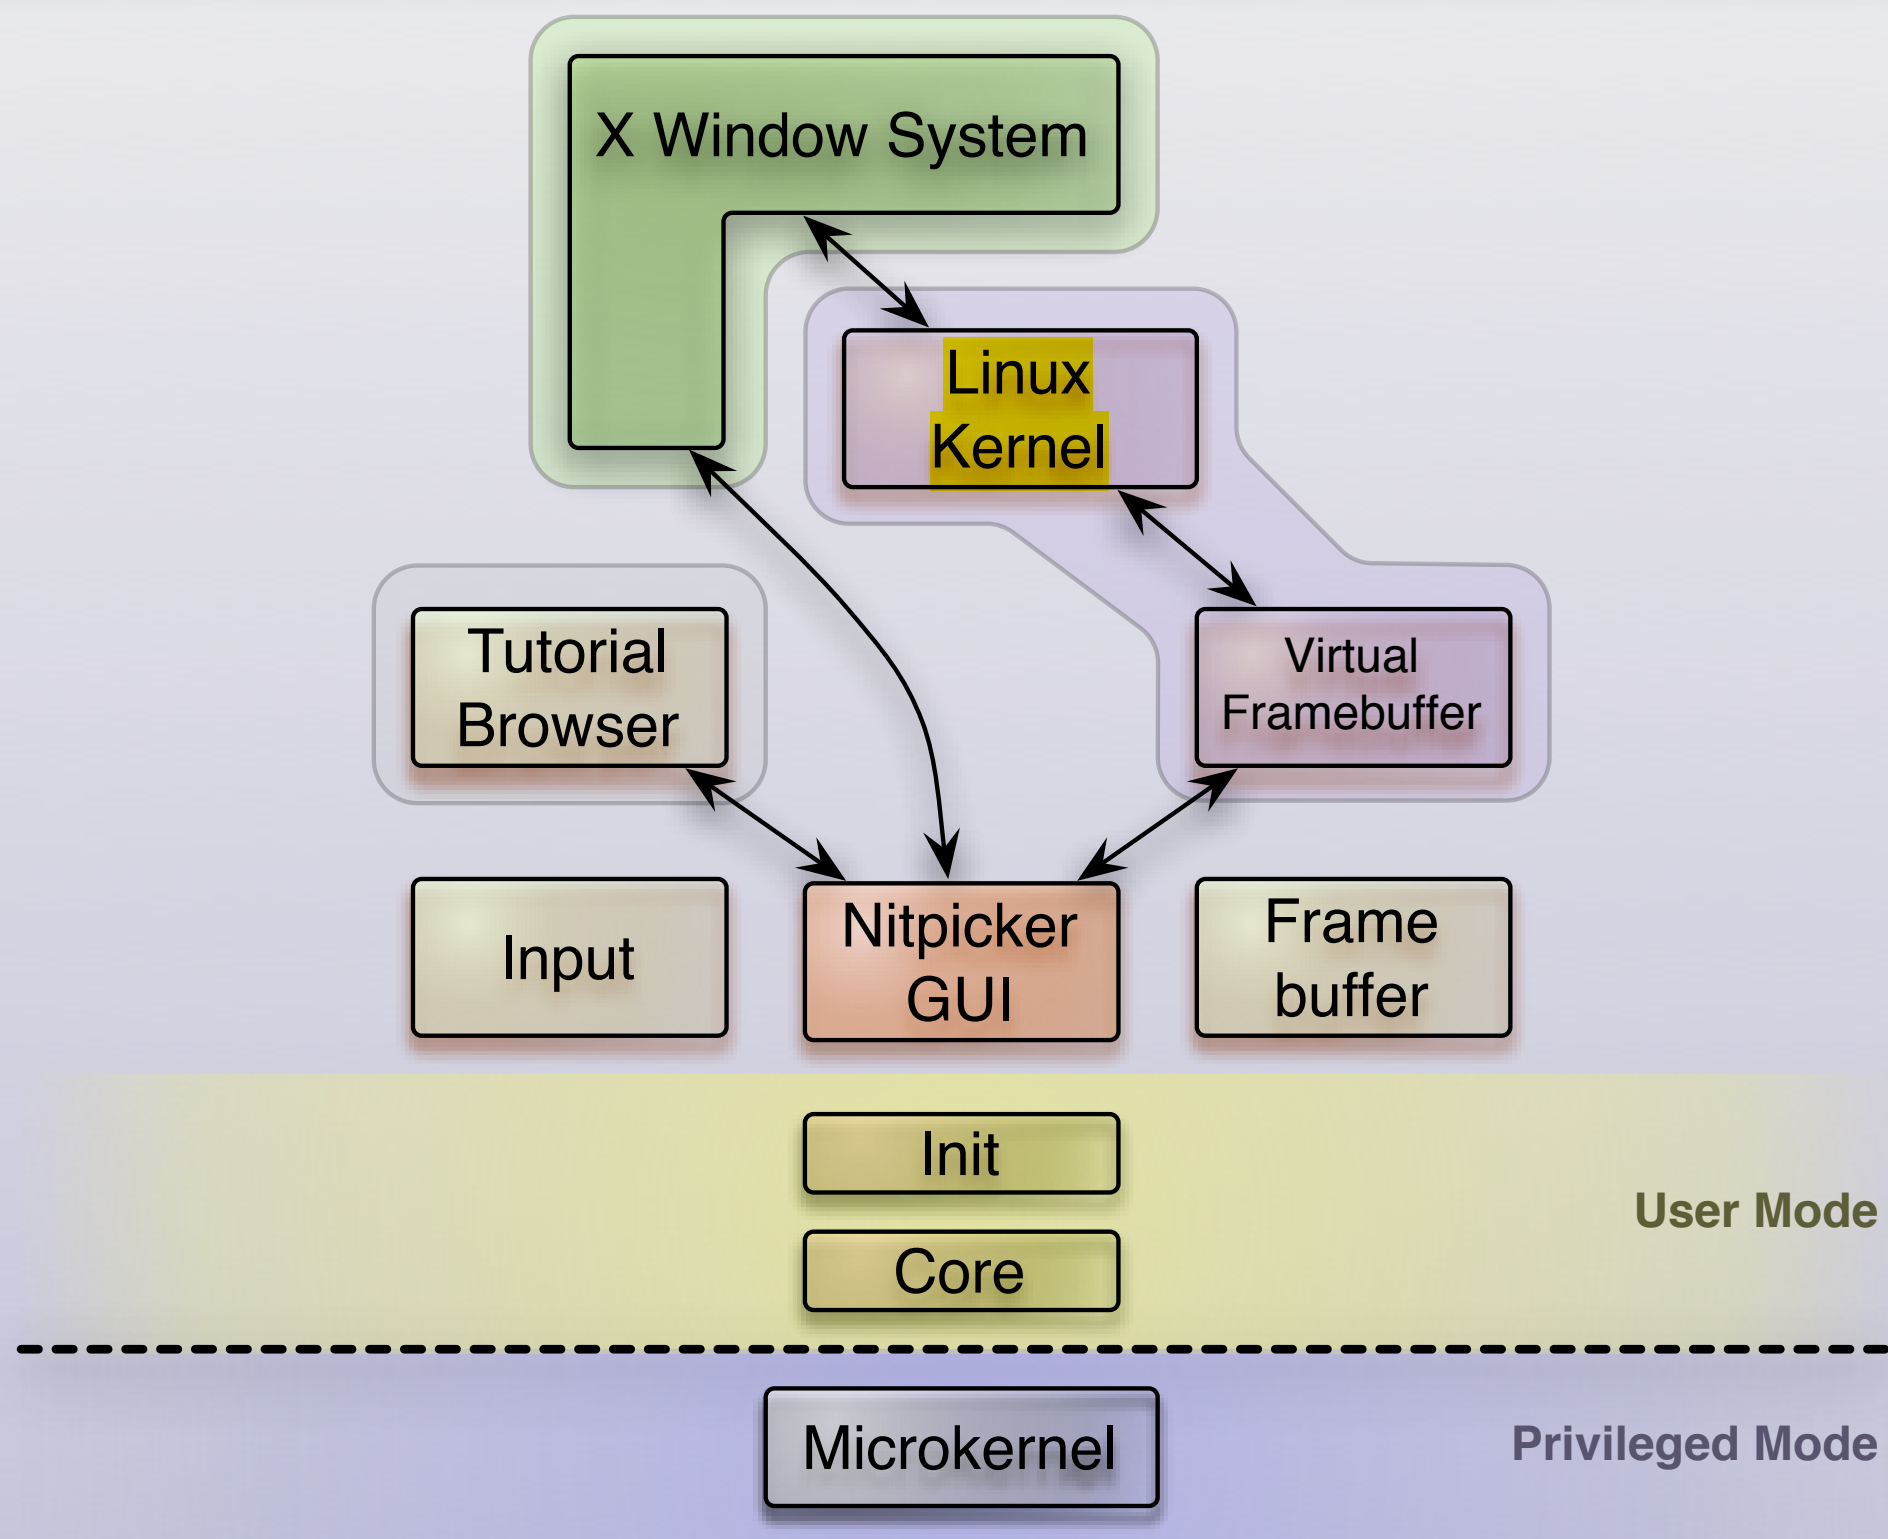 X Window System
Linux
Kernel
Tutorial
Browser
Virtual
Framebuffer
Input
Nitpicker
GUI
Frame
buffer
Init
User Mode
Core
Microkernel
Privileged Mode